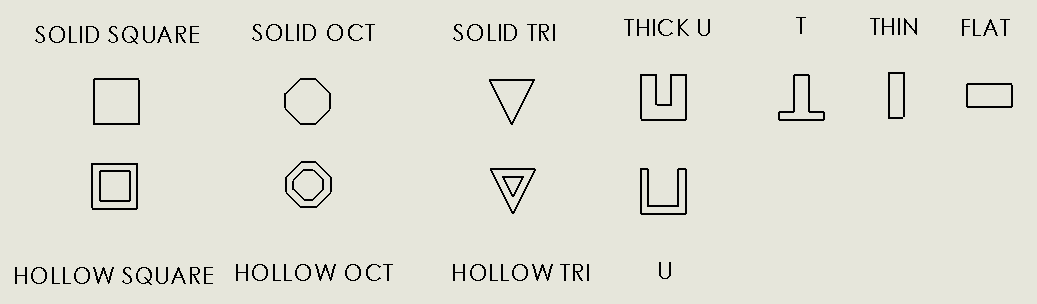 SOLID SQUARE
SOLID OCT
SOLID TRI
THICK U
T
THIN
FLAT
HOLLOW SQUARE
HOLLOW OCT
HOLLOW TRI
U